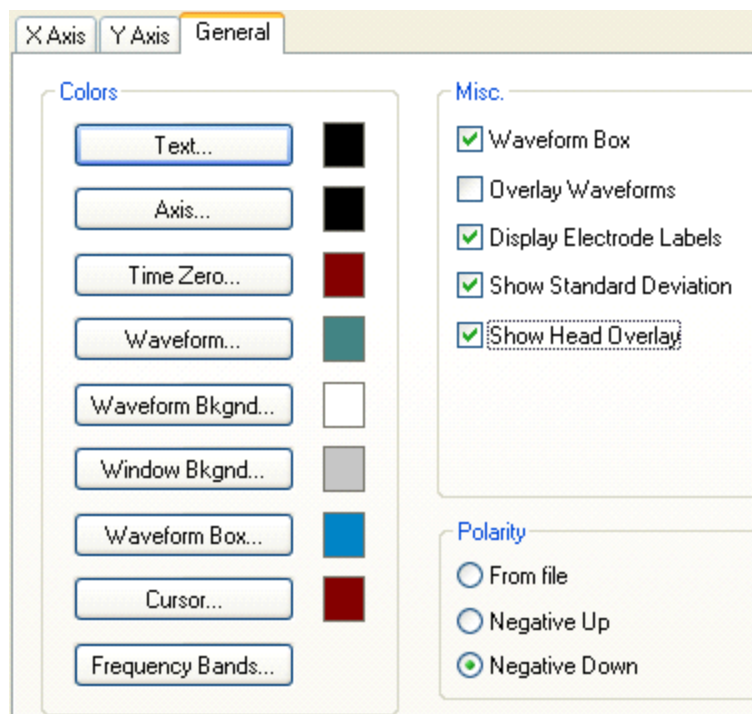 X Axis
Y Axis
General
Colors
Text...
Axis...
Time Zero...
Waveform...
Waveform Bkgnd...
Window Bkgnd...
Waveform Box...
Cursor...
Frequency Bands...
Misc.
Waveform Box
Overlay Waveforms
Display Electrode Labels
Show Standard Deviation
Show Head Overlay
Polarity
From file
Negative Up
Negative Down